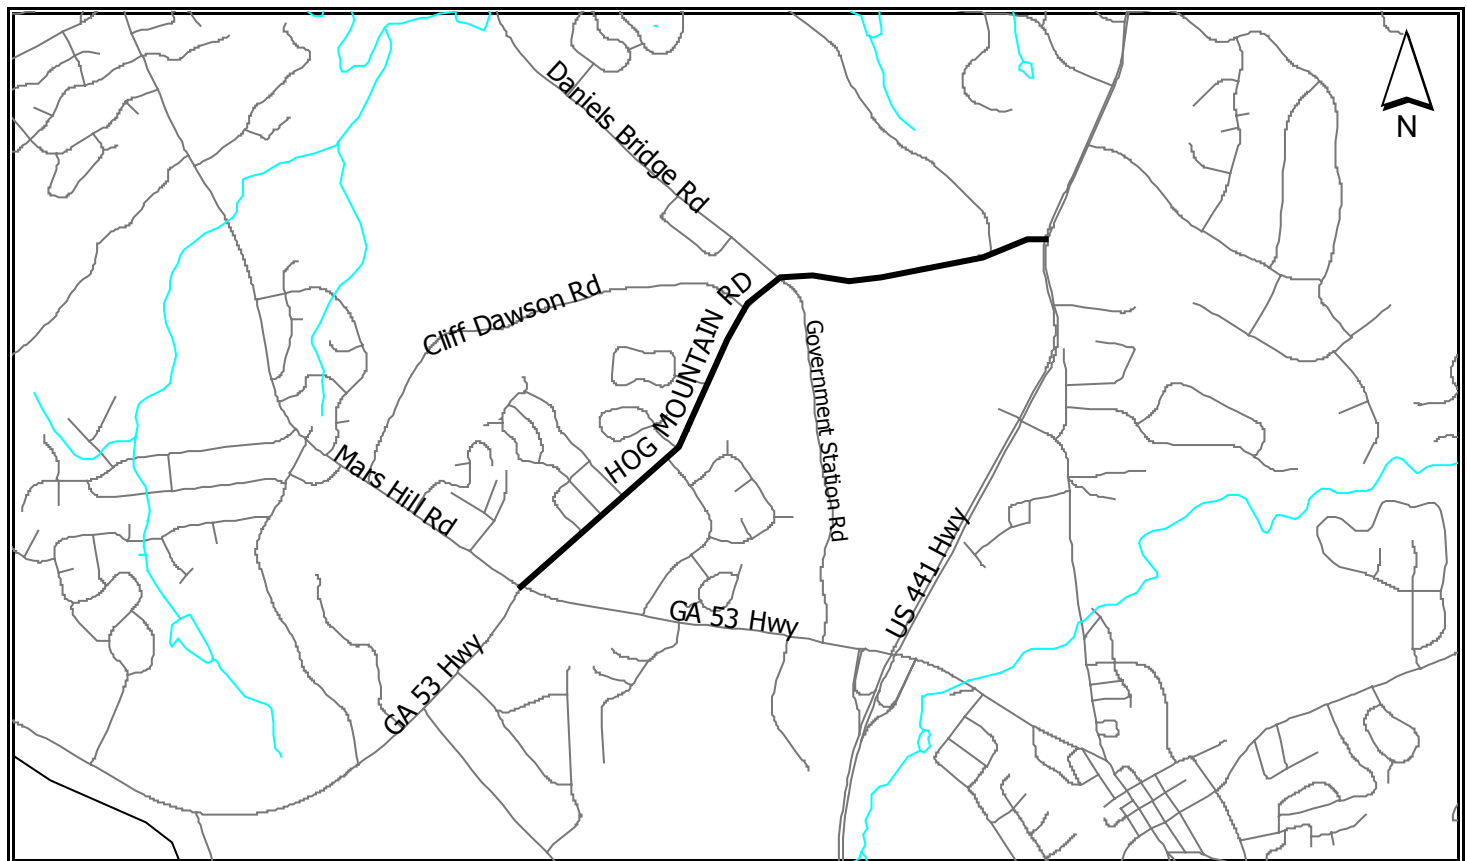 Daniels Bridge Rd
N
Cliff Dawson Rd
HOG MOUNTAIN RD
Government Station Rd
Mars Hill Rd
US 441 Hwy
GA 53 Hwy
GA 53 Hwy